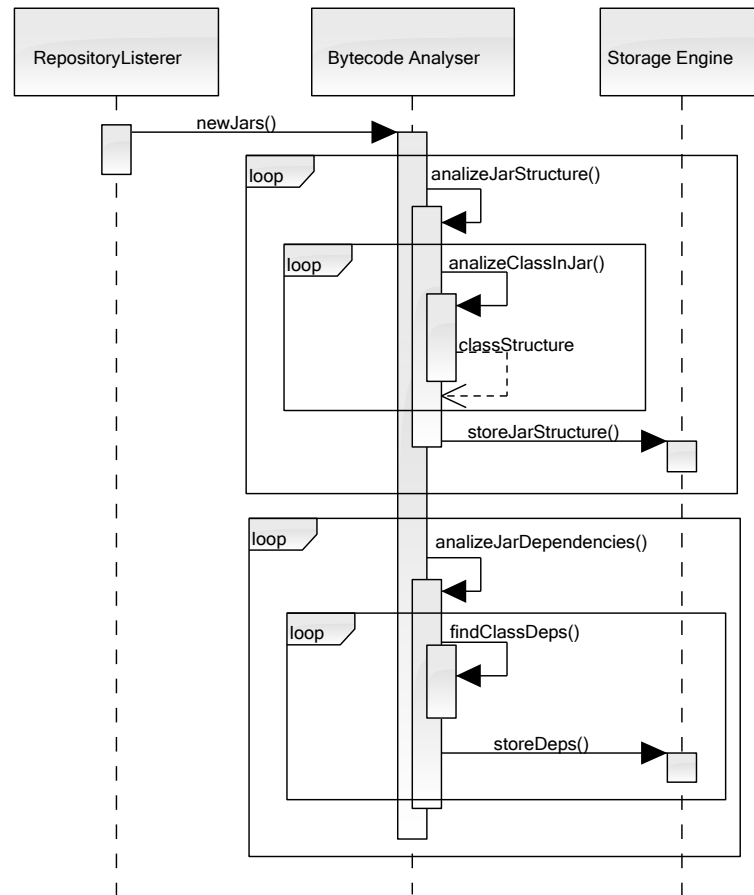 RepositoryListerer
Bytecode Analyser
Storage Engine
newJars()
loop
analizeJarStructure()
loop
analizeClassInJar()
classStructure
storeJarStructure()
loop
analizeJarDependencies()
loop
findClassDeps()
storeDeps()